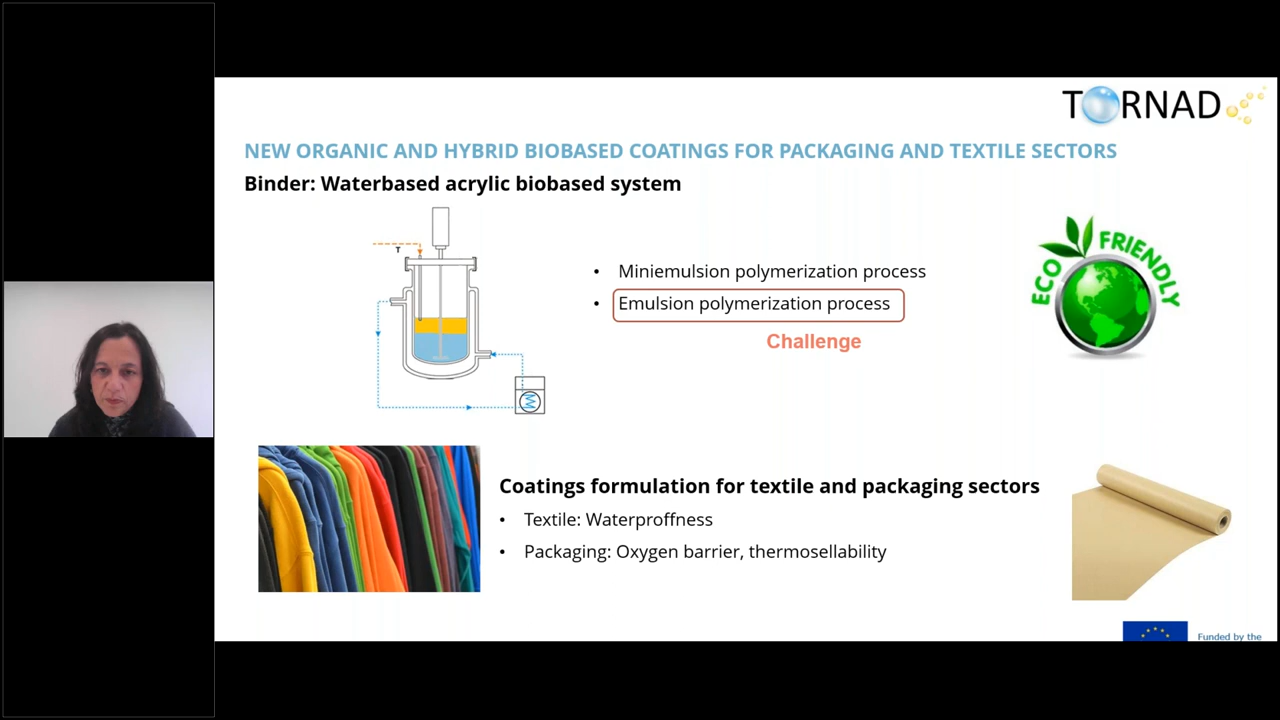 TORNAD
NEW ORGANIC AND HYBRID BIOBASED COATINGS FOR PACKAGING AND TEXTILE SECTORS
Binder: Waterbased acrylic biobased system
T
• Miniemulsion polymerization process
• Emulsion polymerization process
Challenge
ECO FRIENDLY
Coatings formulation for textile and packaging sectors
• Textile: Waterproffness
• Packaging: Oxygen barrier, thermosellability
Funded by the